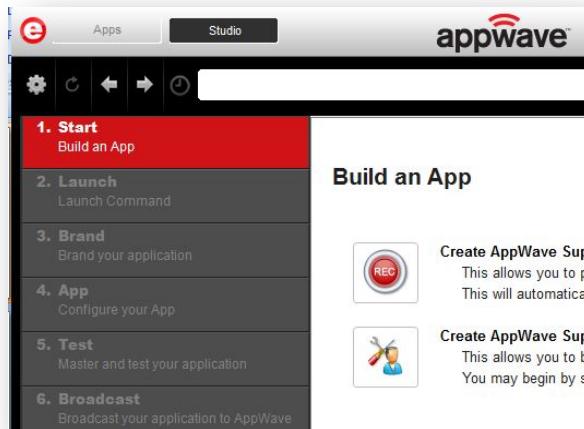 Apps
Studio
appwave
1. Start
Build an App
2. Launch
Launch Command
3. Brand
Brand your application
4. App
Configure your App
5. Test
Master and test your application
6. Broadcast
Broadcast your application to AppWave
Build an App
REC
Create AppWave
This allows you to
This will
Create AppWave
This allows you to
You may begin by